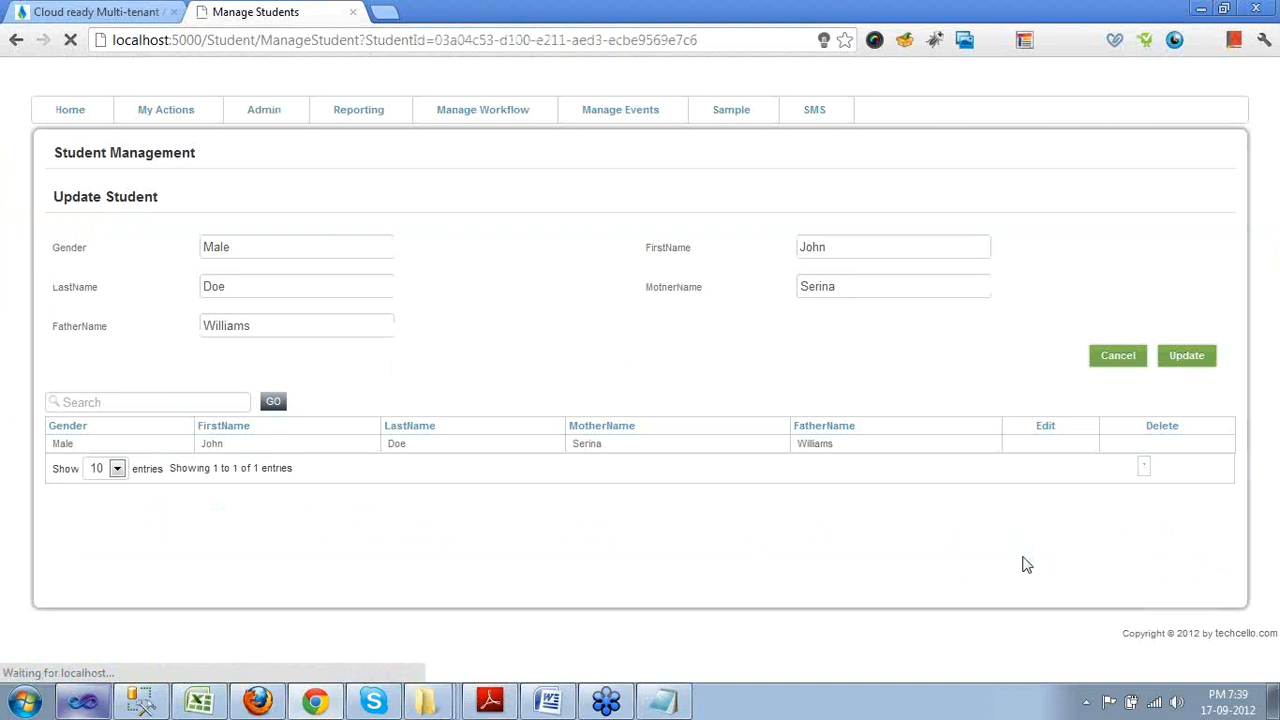 Cloud ready Multi-tenant /
Manage Students
localhost:5000/Student/ManageStudent?StudentId=03a04c53-d100-e211-aed3-ecbe9569e7c6
Home My Actions Admin Reporting Manage Workflow Manage Events Sample SMS
Student Management
Update Student
Gender Male FirstName John
LastName Doe MotherName Serina
FatherName Williams
Cancel Update
Search GO
Gender FirstName LastName MotherName FatherName Edit Delete
Male John Doe Serina Williams
Show 10 entries Showing 1 to 1 of 1 entries
Copyright © 2012 by techcello.com
Waiting for localhost...
PM 7:39
17-09-2012